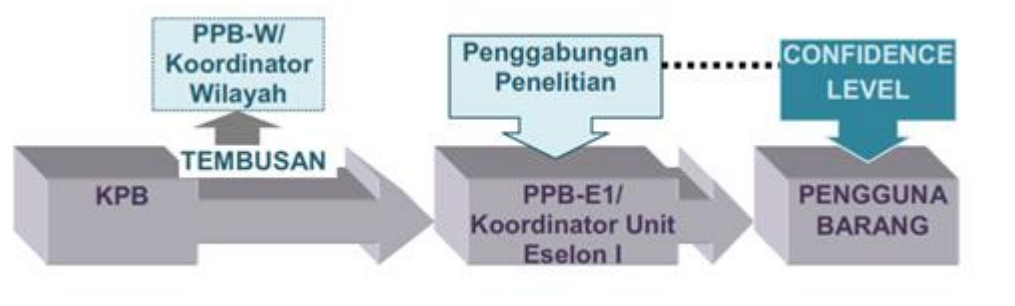 PPB-W/
Koordinator
Wilayah
Penggabungan
Penelitian
CONFIDENCE
LEVEL
TEMBUSAN
KPB
PPB-E1/
Koordinator Unit
Eselon I
PENGGUNA
BARANG